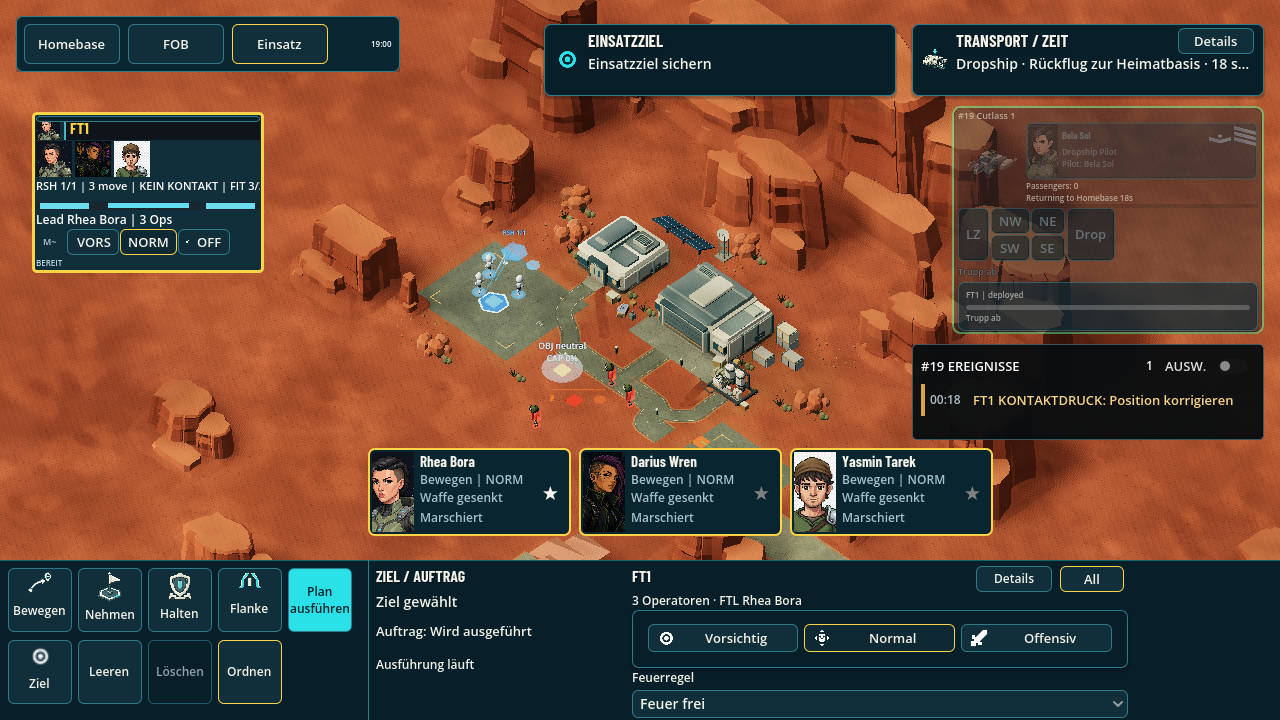 Homebase
FOB
Einsatz
19:00
EINSATZZIEL
Einsatzziel sichern
TRANSPORT / ZEIT
Details
Dropship · Rückflug zur Heimatbasis · 18 s...
FT1
RSH 1/1 | 3 move | KEIN KONTAKT | FIT 3/
Lead Rhea Bora | 3 Ops
M~
VORS
NORM
OFF
BEREIT
RSH 1/1
OBJ neutral
CAP 0%
#19 Cutlass 1
Bela Sol
Dropship Pilot
Pilot: Bela Sol
Passengers: 0
Returning to Homebase 18s
LZ
NW
NE
SW
SE
Drop
Trupp ab
FT1 | deployed
Trupp ab
#19 EREIGNISSE
1
AUSW.
00:18
FT1 KONTAKTDRUCK: Position korrigieren
Rhea Bora
Bewegen | NORM
Waffe gesenkt
Marschiert
Darius Wren
Bewegen | NORM
Waffe gesenkt
Marschiert
Yasmin Tarek
Bewegen | NORM
Waffe gesenkt
Marschiert
Bewegen
Nehmen
Halten
Flanke
Plan
ausführen
Ziel
Leeren
Löschen
Ordnen
ZIEL / AUFTRAG
Ziel gewählt
Auftrag: Wird ausgeführt
Ausführung läuft
FT1
Details
All
3 Operatoren · FTL Rhea Bora
Vorsichtig
Normal
Offensiv
Feuerregel
Feuer frei